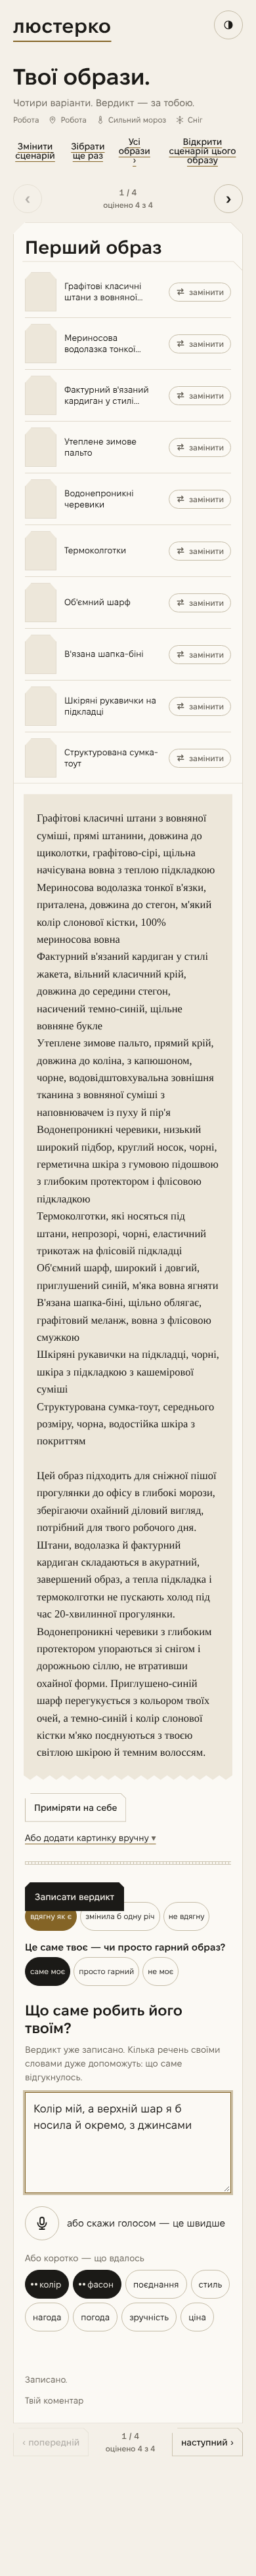 люстерко
Твої образи.
Чотири варіанти. Вердикт — за тобою.
Робота Робота Сильний мороз Сніг
Змінити сценарій
Зібрати ще раз
Усі образи ›
Відкрити сценарій цього образу
‹
1 / 4
оцінено 4 з 4
›
Перший образ
Графітові класичні
штани з вовняної...
замінити
Мериносова
водолазка тонкої...
замінити
Фактурний в'язаний
кардиган у стилі...
замінити
Утеплене зимове
пальто
замінити
Водонепроникні
черевики
замінити
Термоколготки
замінити
Об'ємний шарф
замінити
В'язана шапка-біні
замінити
Шкіряні рукавички на
підкладці
замінити
Структурована сумка-
тоут
замінити
Графітові класичні штани з вовняної
суміші, прямі штанини, довжина до
щиколотки, графітово-сірі, щільна
начісувана вовна з теплою підкладкою
Мериносова водолазка тонкої в'язки,
приталена, довжина до стегон, м'який
колір слонової кістки, 100%
мериносова вовна
Фактурний в'язаний кардиган у стилі
жакета, вільний класичний крій,
довжина до середини стегон,
насичений темно-синій, щільне
вовняне букле
Утеплене зимове пальто, прямий крій,
довжина до коліна, з капюшоном,
чорне, водовідштовхувальна зовнішня
тканина з вовняної суміші з
наповнювачем із пуху й пір'я
Водонепроникні черевики, низький
широкий підбор, круглий носок, чорні,
герметична шкіра з гумовою підошвою
з глибоким протектором і флісовою
підкладкою
Термоколготки, які носяться під
штани, непрозорі, чорні, еластичний
трикотаж на флісовій підкладці
Об'ємний шарф, широкий і довгий,
приглушений синій, м'яка вовна ягняти
В'язана шапка-біні, щільно облягає,
графітовий меланж, вовна з флісовою
смужкою
Шкіряні рукавички на підкладці, чорні,
шкіра з підкладкою з кашемірової
суміші
Структурована сумка-тоут, середнього
розміру, чорна, водостійка шкіра з
покриттям
Цей образ підходить для сніжної пішої
прогулянки до офісу в глибокі морози,
зберігаючи охайний діловий вигляд,
потрібний для твого робочого дня.
Штани, водолазка й фактурний
кардиган складаються в акуратний,
завершений образ, а тепла підкладка і
термоколготки не пускають холод під
час 20-хвилинної прогулянки.
Водонепроникні черевики з глибоким
протектором упораються зі снігом і
дорожньою сіллю, не втративши
охайної форми. Приглушено-синій
шарф перегукується з кольором твоїх
очей, а темно-синій і колір слонової
кістки м'яко поєднуються з твоєю
світлою шкірою й темним волоссям.
Приміряти на себе
Або додати картинку вручну ▾
Записати вердикт
вдягну як є
змінила б одну річ
не вдягну
Це саме твоє — чи просто гарний образ?
саме моє
просто гарний
не моє
Що саме робить його
твоїм?
Вердикт уже записано. Кілька речень своїми
словами дуже допоможуть: що саме
відгукнулось.
Колір мій, а верхній шар я б
носила й окремо, з джинсами
або скажи голосом — це швидше
Або коротко — що вдалось
•• колір
•• фасон
поєднання
стиль
нагода
погода
зручність
ціна
Записано.
Твій коментар
‹ попередній
1 / 4
оцінено 4 з 4
наступний ›